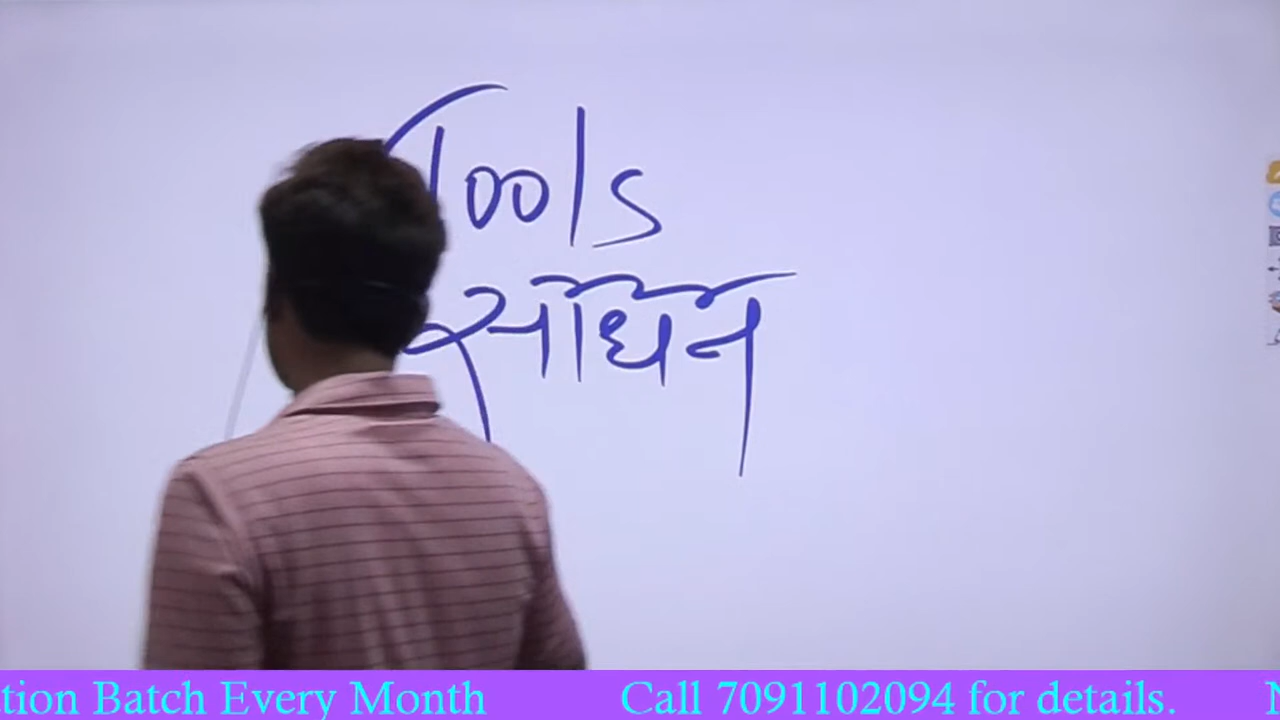 Tools
साधन
tion Batch Every Month Call 7091102094 for details. N